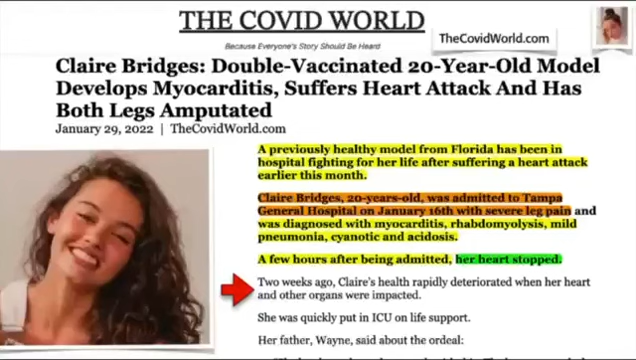 THE COVID WORLD
Because Everyone's Story Should Be Heard
TheCovidWorld.com
Claire Bridges: Double-Vaccinated 20-Year-Old Model
Develops Myocarditis, Suffers Heart Attack And Has
Both Legs Amputated
January 29, 2022 | TheCovidWorld.com
A previously healthy model from Florida has been in
hospital fighting for her life after suffering a heart attack
earlier this month.
Claire Bridges, 20-years-old, was admitted to Tampa
General Hospital on January 16th with severe leg pain and
was diagnosed with myocarditis, rhabdomyolysis, mild
pneumonia, cyanotic and acidosis.
A few hours after being admitted, her heart stopped.
Two weeks ago, Claire's health rapidly deteriorated when her heart
and other organs were impacted.
She was quickly put in ICU on life support.
Her father, Wayne, said about the ordeal: